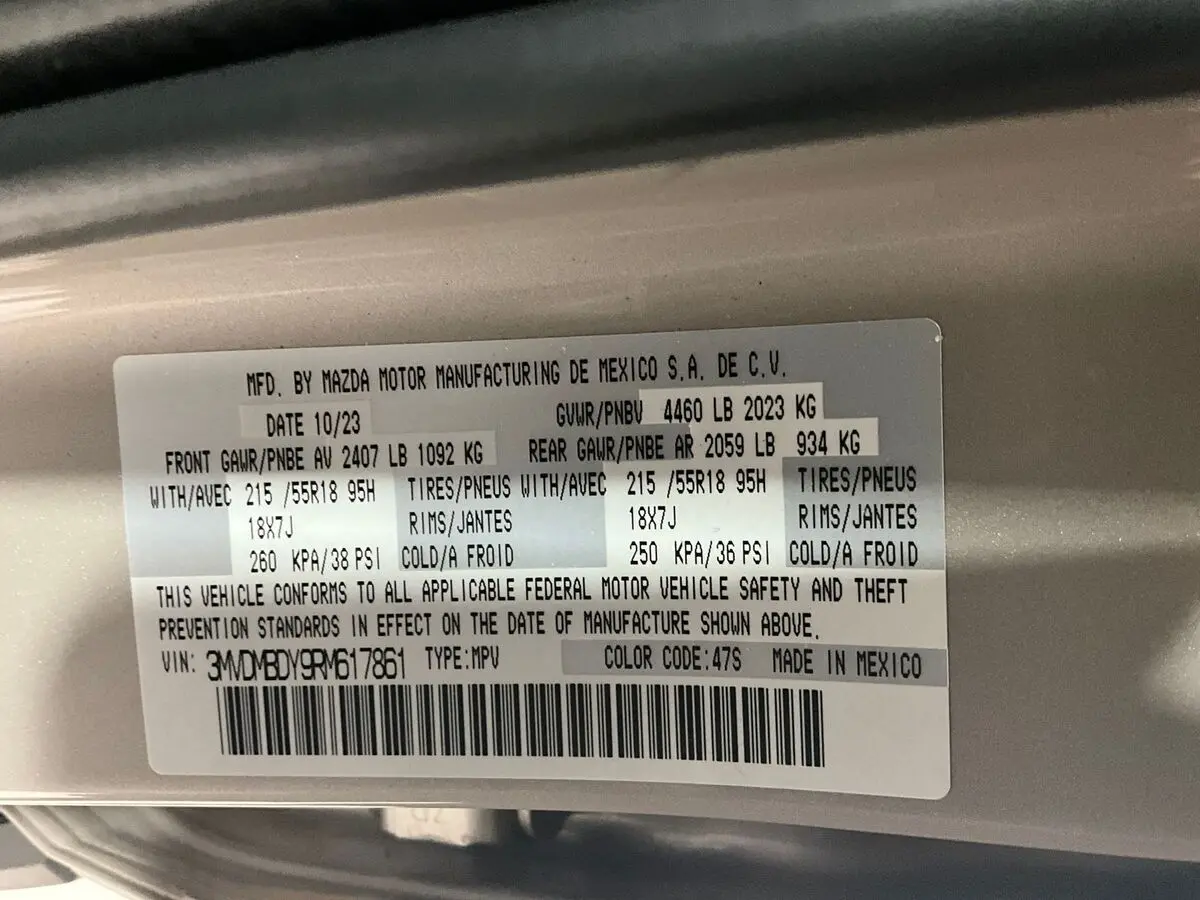 MFD. BY MAZDA MOTOR MANUFACTURING DE MEXICO S.A. DE C.V.
DATE 10/23 GVWR/PNBV 4460 LB 2023 KG
FRONT GAWR/PNBE AV 2407 LB 1092 KG REAR GAWR/PNBE AR 2059 LB 934 KG
WITH/AVEC 215 /55R18 95H TIRES/PNEUS WITH/AVEC 215 /55R18 95H TIRES/PNEUS
18X7J RIMS/JANTES 18X7J RIMS/JANTES
260 KPA/38 PSI COLD/A FROID 250 KPA/36 PSI COLD/A FROID
THIS VEHICLE CONFORMS TO ALL APPLICABLE FEDERAL MOTOR VEHICLE SAFETY AND THEFT
PREVENTION STANDARDS IN EFFECT ON THE DATE OF MANUFACTURE SHOWN ABOVE.
VIN: 3MVDMBDY9RM617861 TYPE:MPV COLOR CODE:47S MADE IN MEXICO